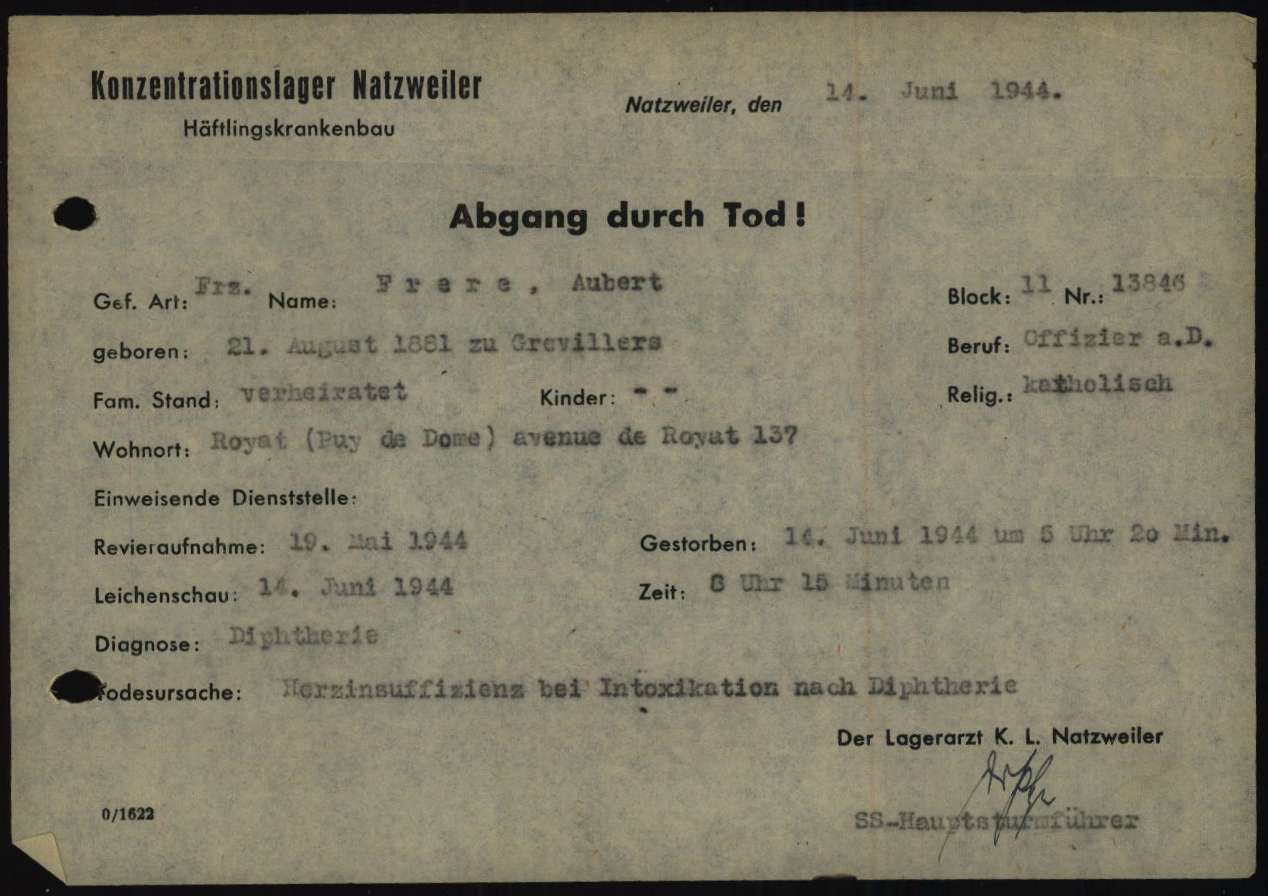 Konzentrationslager Natzweiler
Häftlingskrankenbau
Natzweiler, den 14. Juni 1944.
Abgang durch Tod!
Gef. Art: Frz. Name: F r e r e , Aubert Block: 11 Nr.: 13846
geboren: 21. August 1881 zu Grevillers Beruf: Offizier a.D.
Fam. Stand: verheiratet Kinder: - - Relig.: katholisch
Wohnort: Royat (Puy de Dome) avenue de Royat 137
Einweisende Dienststelle:
Revieraufnahme: 19. Mai 1944 Gestorben: 14. Juni 1944 um 5 Uhr 2o Min.
Leichenschau: 14. Juni 1944 Zeit: 8 Uhr 15 Minuten
Diagnose: Diphtherie
Todesursache: Herzinsuffizienz bei Intoxikation nach Diphtherie
Der Lagerarzt K. L. Natzweiler
SS-Hauptsturmführer
0/1622